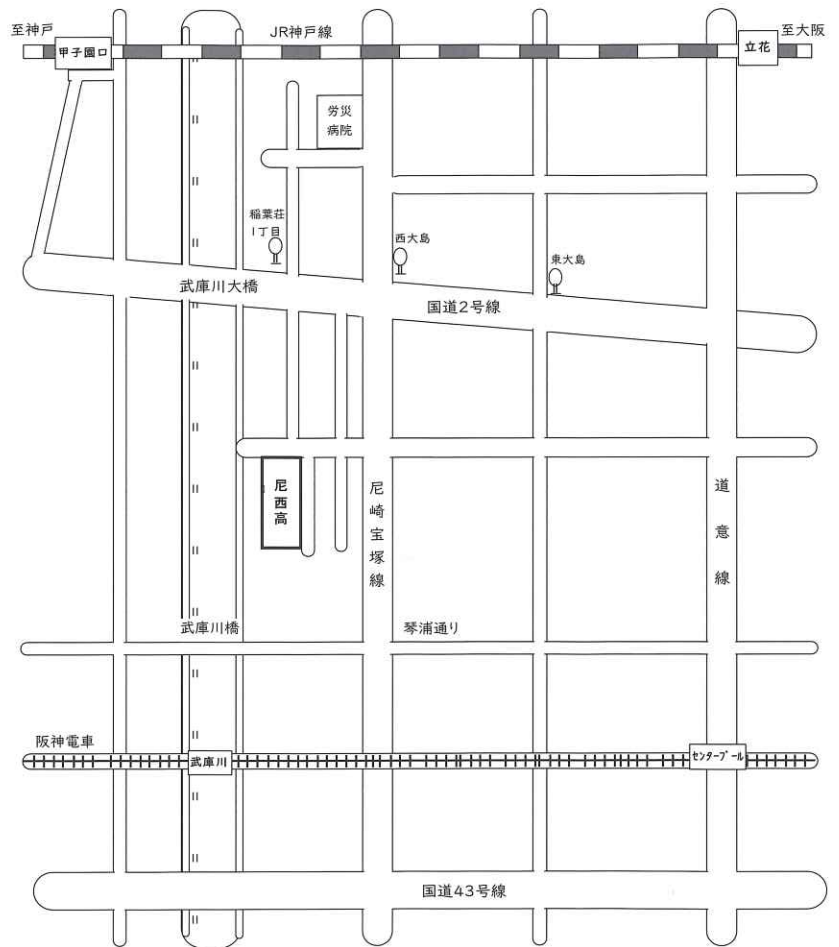 至神戸
JR神戸線
至大阪
甲子園口
立花
労災
病院
稲葉荘
1丁目
西大島
東大島
武庫川大橋
国道2号線
尼西高
尼崎宝塚線
道意線
武庫川橋
琴浦通り
阪神電車
武庫川
センタープール
国道43号線